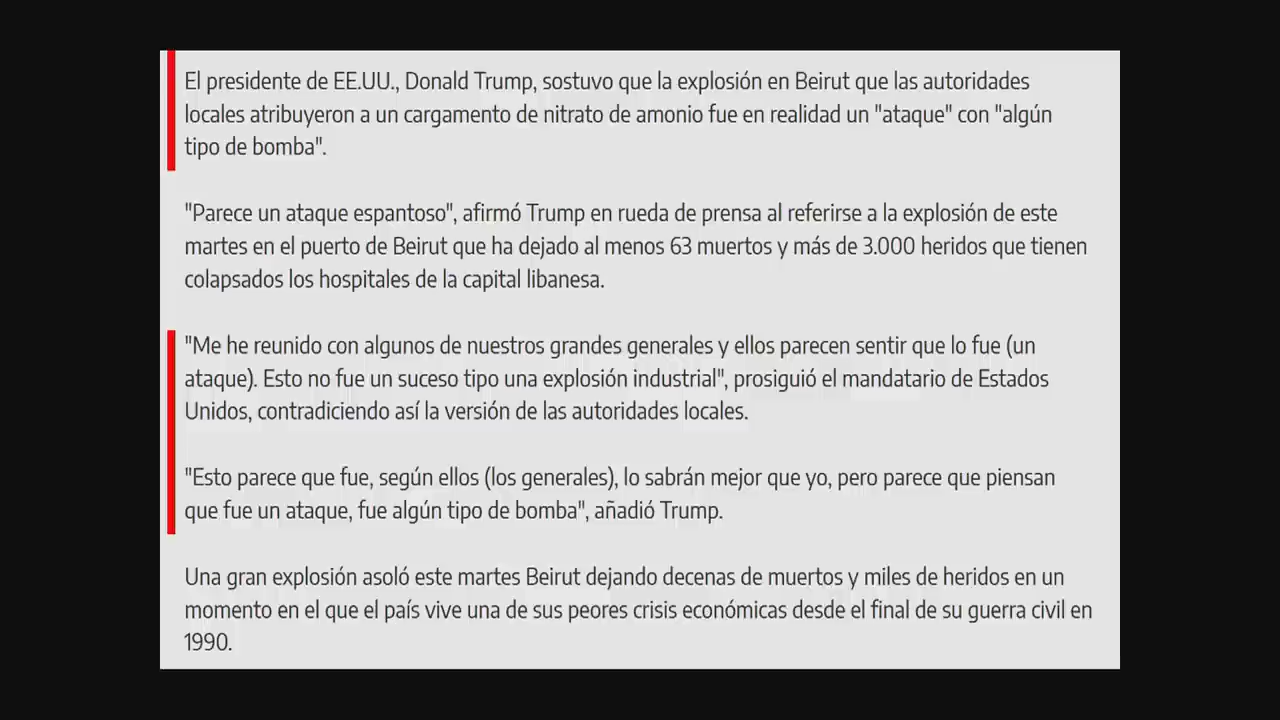 El presidente de EE.UU., Donald Trump, sostuvo que la explosión en Beirut que las autoridades
locales atribuyeron a un cargamento de nitrato de amonio fue en realidad un "ataque" con "algún
tipo de bomba".
"Parece un ataque espantoso", afirmó Trump en rueda de prensa al referirse a la explosión de este
martes en el puerto de Beirut que ha dejado al menos 63 muertos y más de 3.000 heridos que tienen
colapsados los hospitales de la capital libanesa.
"Me he reunido con algunos de nuestros grandes generales y ellos parecen sentir que lo fue (un
ataque). Esto no fue un suceso tipo una explosión industrial", prosiguió el mandatario de Estados
Unidos, contradiciendo así la versión de las autoridades locales.
"Esto parece que fue, según ellos (los generales), lo sabrán mejor que yo, pero parece que piensan
que fue un ataque, fue algún tipo de bomba", añadió Trump.
Una gran explosión asoló este martes Beirut dejando decenas de muertos y miles de heridos en un
momento en el que el país vive una de sus peores crisis económicas desde el final de su guerra civil en
1990.